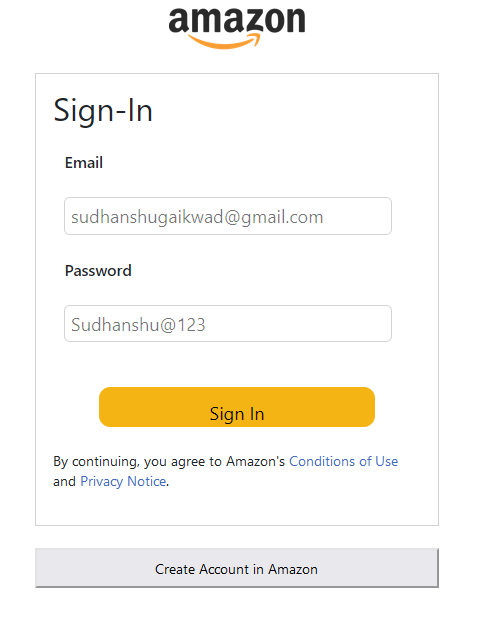 amazon
Sign-In
Email
sudhanshugaikwad@gmail.com
Password
Sudhanshu@123
Sign In
By continuing, you agree to Amazon's Conditions of Use
and Privacy Notice.
Create Account in Amazon